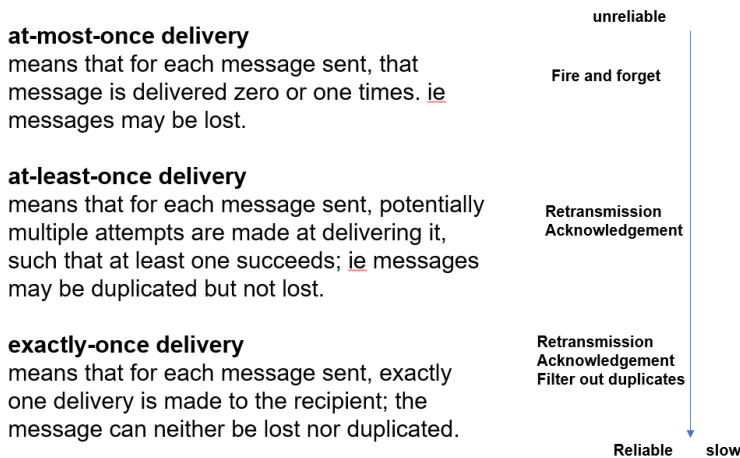 unreliable
at-most-once delivery
means that for each message sent, that
message is delivered zero or one times. ie
messages may be lost.
Fire and forget
at-least-once delivery
means that for each message sent, potentially
multiple attempts are made at delivering it,
such that at least one succeeds; ie messages
may be duplicated but not lost.
Retransmission
Acknowledgement
exactly-once delivery
means that for each message sent, exactly
one delivery is made to the recipient; the
message can neither be lost nor duplicated.
Retransmission
Acknowledgement
Filter out duplicates
Reliable slow